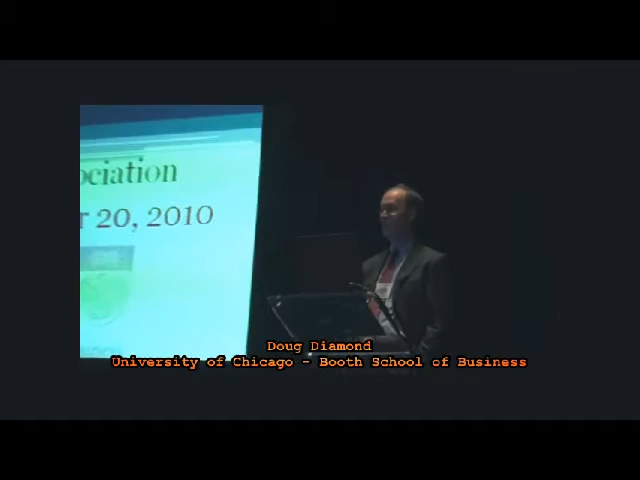 ociation
r 20, 2010
Doug Diamond
University of Chicago - Booth School of Business